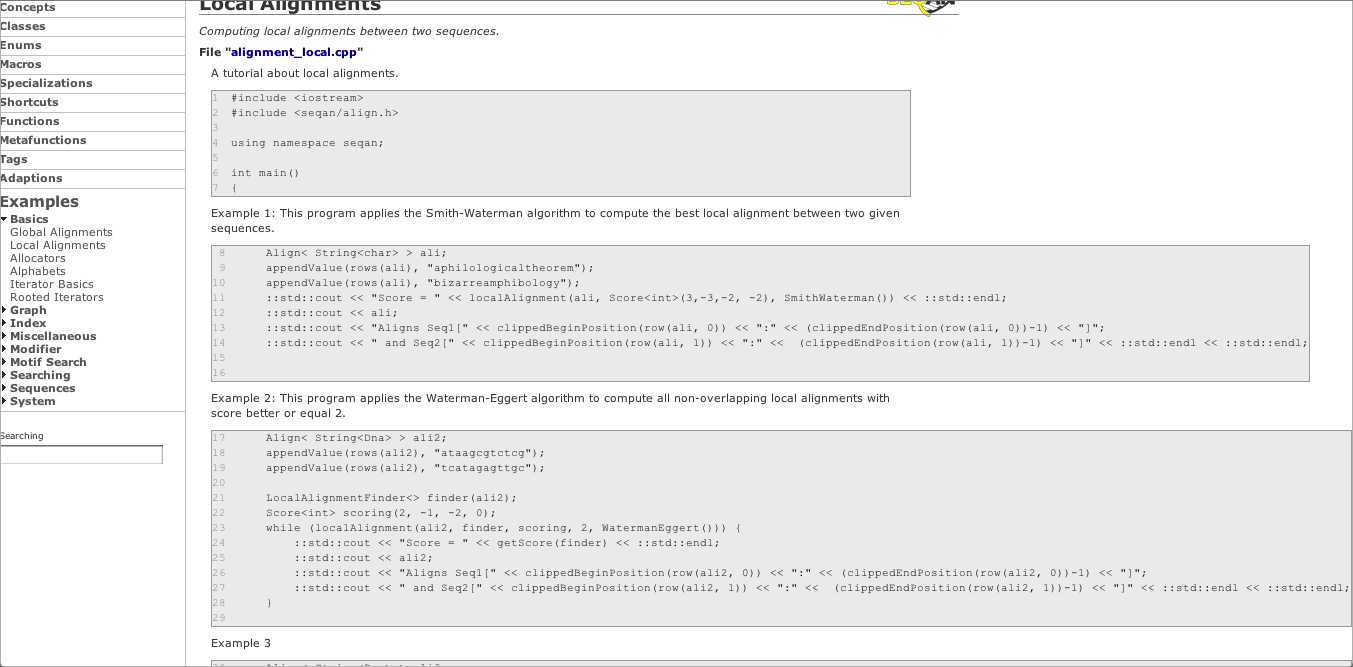 Concepts
Classes
Enums
Macros
Specializations
Shortcuts
Functions
Metafunctions
Tags
Adaptions
Examples
Basics
Global Alignments
Local Alignments
Allocators
Alphabets
Iterator Basics
Rooted Iterators
Graph
Index
Miscellaneous
Modifier
Motif Search
Searching
Sequences
System
Searching
Local Alignments
Computing local alignments between two sequences.
File "alignment_local.cpp"
A tutorial about local alignments.
1 #include <iostream>
2 #include <seqan/align.h>
3
4 using namespace seqan;
5
6 int main()
7 {
Example 1: This program applies the Smith-Waterman algorithm to compute the best local alignment between two given
sequences.
8 Align< String<char> > ali;
9 appendValue(rows(ali), "aphilologicaltheorem");
10 appendValue(rows(ali), "bizarreamphibology");
11 ::std::cout << "Score = " << localAlignment(ali, Score<int>(3,-3,-2, -2), SmithWaterman()) << ::std::endl;
12 ::std::cout << ali;
13 ::std::cout << "Aligns Seq1[" << clippedBeginPosition(row(ali, 0)) << ":" << (clippedEndPosition(row(ali, 0))-1) << "]";
14 ::std::cout << " and Seq2[" << clippedBeginPosition(row(ali, 1)) << ":" <<  (clippedEndPosition(row(ali, 1))-1) << "]" << ::std::endl << ::std::endl;
15
16
Example 2: This program applies the Waterman-Eggert algorithm to compute all non-overlapping local alignments with
score better or equal 2.
17 Align< String<Dna> > ali2;
18 appendValue(rows(ali2), "ataagcgtctcg");
19 appendValue(rows(ali2), "tcatagagttgc");
20
21 LocalAlignmentFinder<> finder(ali2);
22 Score<int> scoring(2, -1, -2, 0);
23 while (localAlignment(ali2, finder, scoring, 2, WatermanEggert())) {
24 ::std::cout << "Score = " << getScore(finder) << ::std::endl;
25 ::std::cout << ali2;
26 ::std::cout << "Aligns Seq1[" << clippedBeginPosition(row(ali2, 0)) << ":" << (clippedEndPosition(row(ali2, 0))-1) << "]";
27 ::std::cout << " and Seq2[" << clippedBeginPosition(row(ali2, 1)) << ":" <<  (clippedEndPosition(row(ali2, 1))-1) << "]" << ::std::endl << ::std::endl;
28 }
29
Example 3